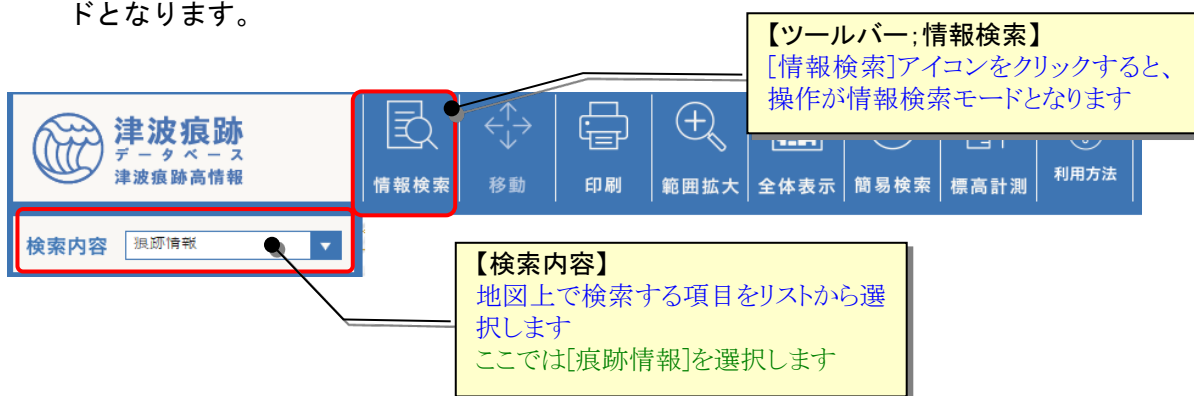 ドとなります。
【ツールバー;情報検索】
[情報検索]アイコンをクリックすると、
操作が情報検索モードとなります
津波痕跡
データベース
津波痕跡高情報
情報検索
移動
印刷
範囲拡大
全体表示
簡易検索
標高計測
利用方法
検索内容
痕跡情報
【検索内容】
地図上で検索する項目をリストから選
択します
ここでは[痕跡情報]を選択します